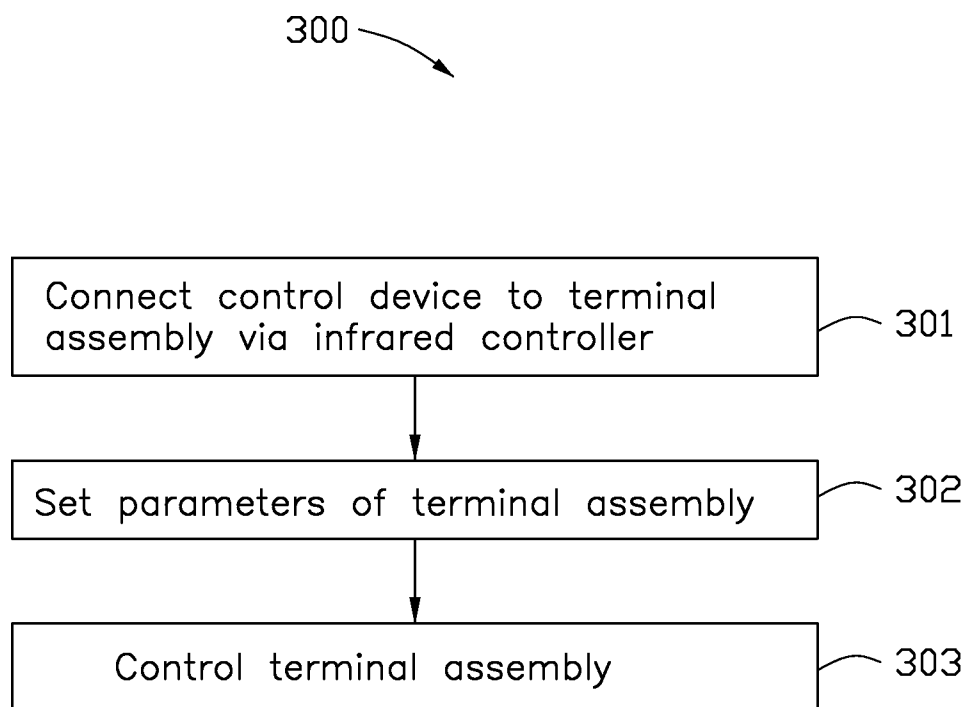 300
Connect control device to terminal
assembly via infrared controller
301
Set parameters of terminal assembly
302
Control terminal assembly
303